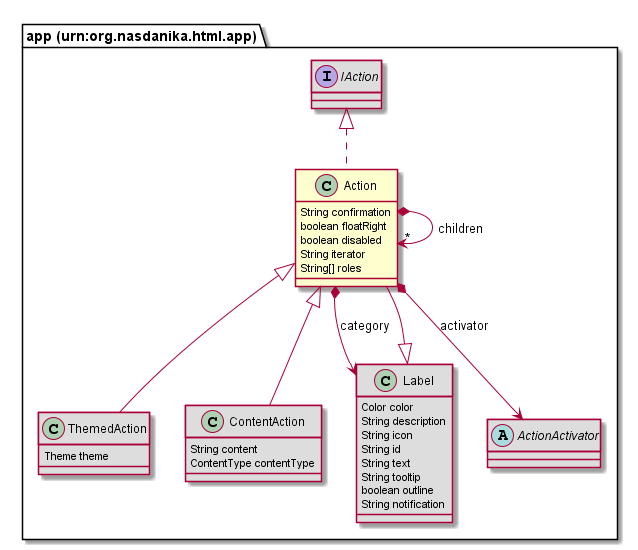 app (urn:org.nasdanika.html.app)
I IAction
C Action
String confirmation
boolean floatRight
boolean disabled
String iterator
String[] roles
children
*
category
activator
C ThemedAction
Theme theme
C ContentAction
String content
ContentType contentType
C Label
Color color
String description
String icon
String id
String text
String tooltip
boolean outline
String notification
A ActionActivator